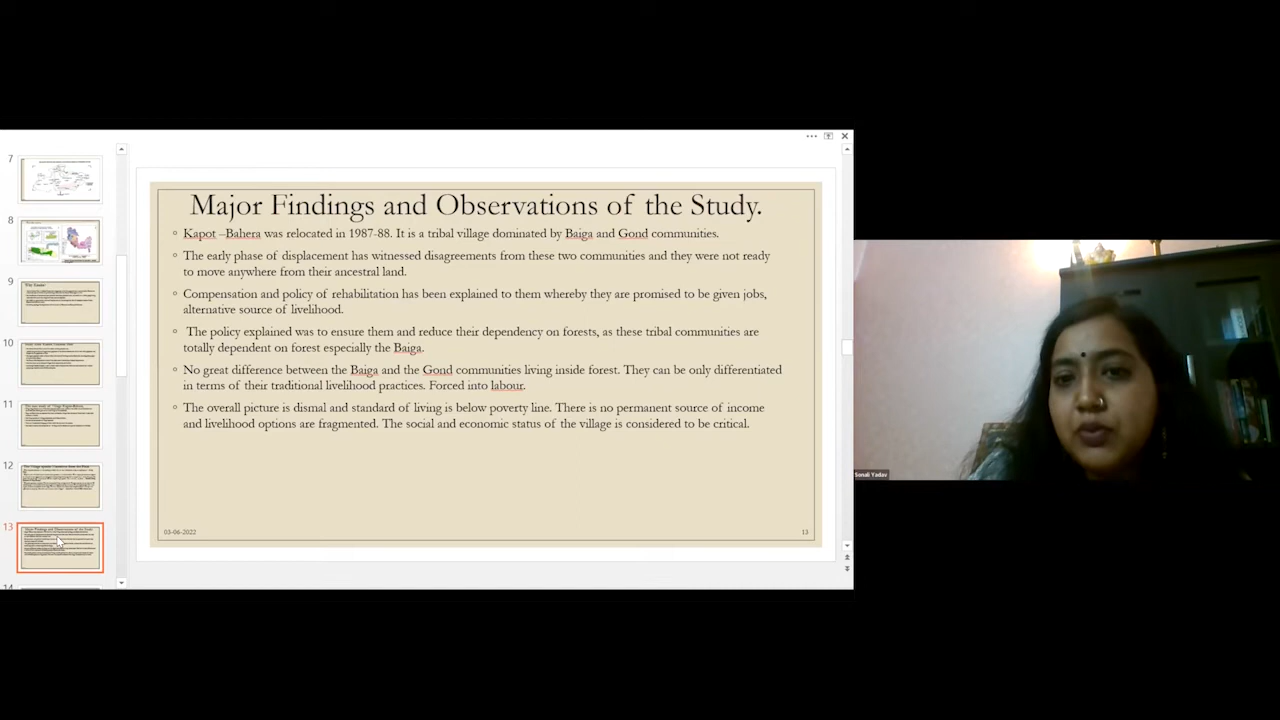 7
8
9
10
11
12
13
14
Major Findings and Observations of the Study.
Kapot –Bahera was relocated in 1987-88. It is a tribal village dominated by Baiga and Gond communities.
The early phase of displacement has witnessed disagreements from these two communities and they were not ready
to move anywhere from their ancestral land.
Compensation and policy of rehabilitation has been explained to them whereby they are promised to be given jobs,
alternative source of livelihood.
The policy explained was to ensure them and reduce their dependency on forests, as these tribal communities are
totally dependent on forest especially the Baiga.
No great difference between the Baiga and the Gond communities living inside forest. They can be only differentiated
in terms of their traditional livelihood practices. Forced into labour.
The overall picture is dismal and standard of living is below poverty line. There is no permanent source of income
and livelihood options are fragmented. The social and economic status of the village is considered to be critical.
03-06-2022
13
Sonali Yadav